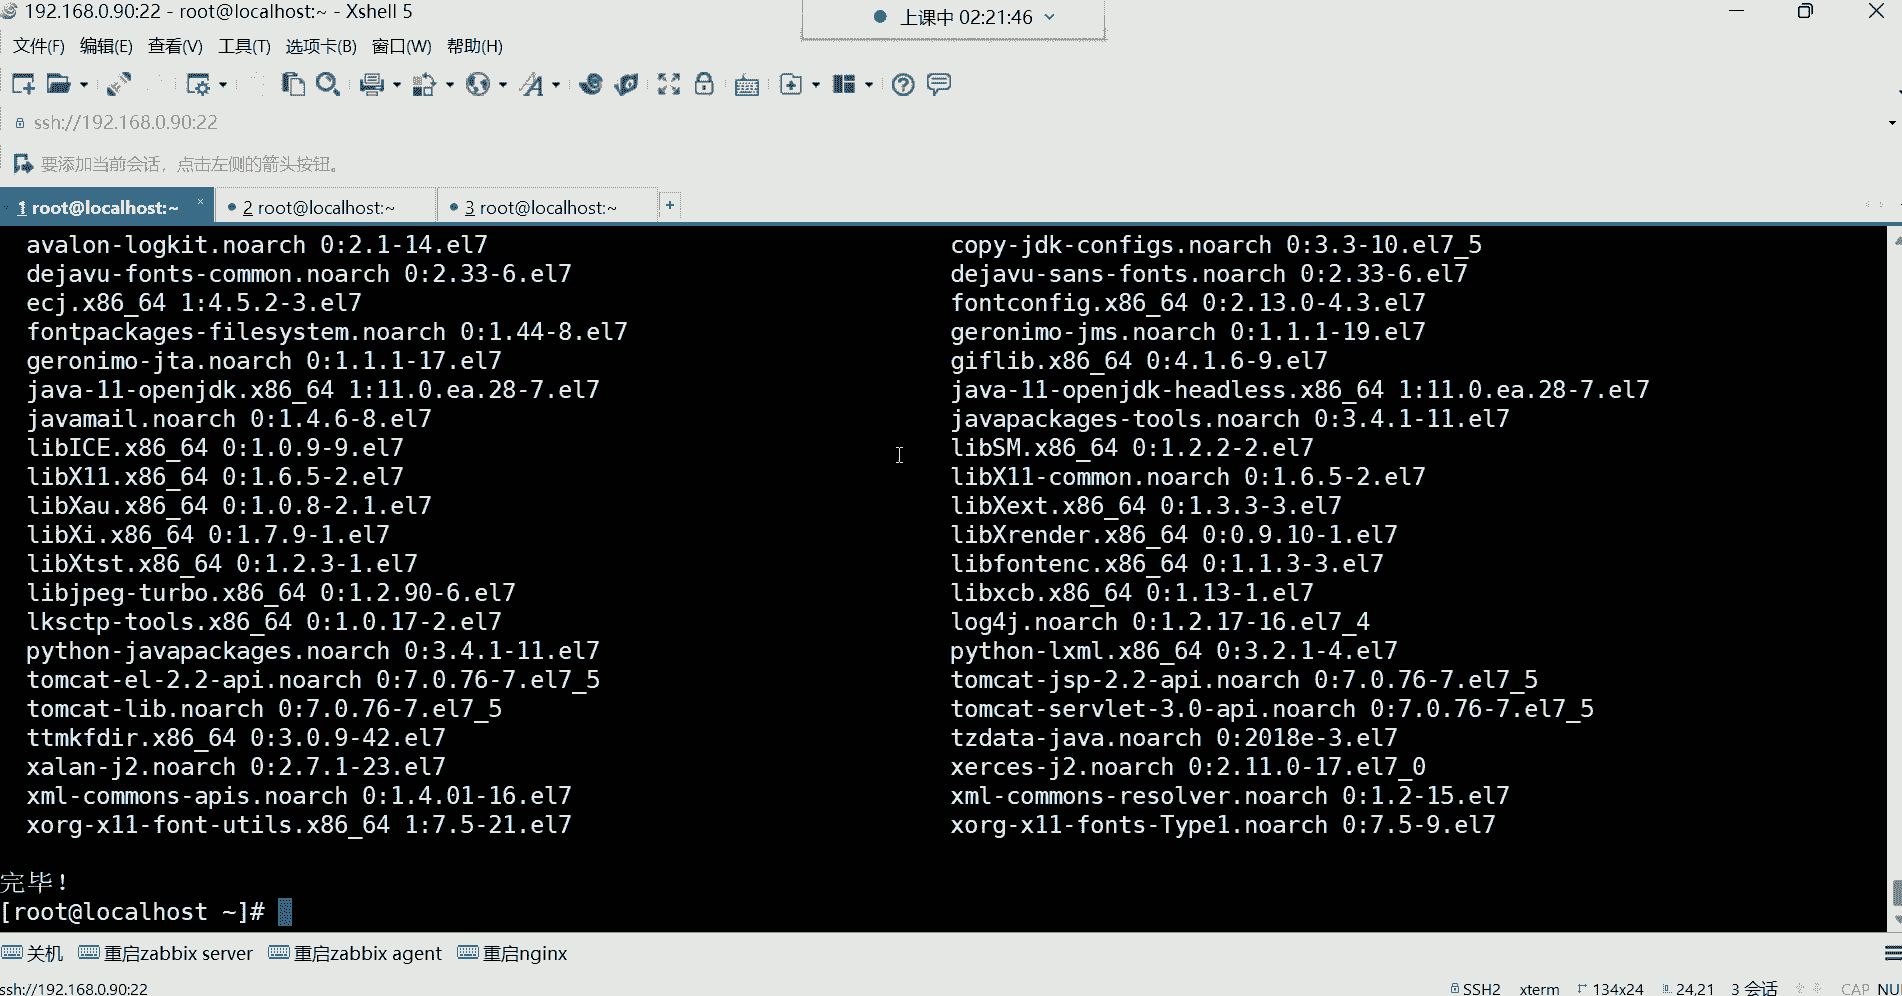 192.168.0.90:22 - root@localhost:~ - Xshell 5
上课中 02:21:46
文件(F) 编辑(E) 查看(V) 工具(T) 选项卡(B) 窗口(W) 帮助(H)
ssh://192.168.0.90:22
要添加当前会话，点击左侧的箭头按钮。
1 root@localhost:~ × 2 root@localhost:~ 3 root@localhost:~ +
avalon-logkit.noarch 0:2.1-14.el7 copy-jdk-configs.noarch 0:3.3-10.el7_5
dejavu-fonts-common.noarch 0:2.33-6.el7 dejavu-sans-fonts.noarch 0:2.33-6.el7
ecj.x86_64 1:4.5.2-3.el7 fontconfig.x86_64 0:2.13.0-4.3.el7
fontpackages-filesystem.noarch 0:1.44-8.el7 geronimo-jms.noarch 0:1.1.1-19.el7
geronimo-jta.noarch 0:1.1.1-17.el7 giflib.x86_64 0:4.1.6-9.el7
java-11-openjdk.x86_64 1:11.0.ea.28-7.el7 java-11-openjdk-headless.x86_64 1:11.0.ea.28-7.el7
javamail.noarch 0:1.4.6-8.el7 javapackages-tools.noarch 0:3.4.1-11.el7
libICE.x86_64 0:1.0.9-9.el7 libSM.x86_64 0:1.2.2-2.el7
libX11.x86_64 0:1.6.5-2.el7 libX11-common.noarch 0:1.6.5-2.el7
libXau.x86_64 0:1.0.8-2.1.el7 libXext.x86_64 0:1.3.3-3.el7
libXi.x86_64 0:1.7.9-1.el7 libXrender.x86_64 0:0.9.10-1.el7
libXtst.x86_64 0:1.2.3-1.el7 libfontenc.x86_64 0:1.1.3-3.el7
libjpeg-turbo.x86_64 0:1.2.90-6.el7 libxcb.x86_64 0:1.13-1.el7
lksctp-tools.x86_64 0:1.0.17-2.el7 log4j.noarch 0:1.2.17-16.el7_4
python-javapackages.noarch 0:3.4.1-11.el7 python-lxml.x86_64 0:3.2.1-4.el7
tomcat-el-2.2-api.noarch 0:7.0.76-7.el7_5 tomcat-jsp-2.2-api.noarch 0:7.0.76-7.el7_5
tomcat-lib.noarch 0:7.0.76-7.el7_5 tomcat-servlet-3.0-api.noarch 0:7.0.76-7.el7_5
ttmkfdir.x86_64 0:3.0.9-42.el7 tzdata-java.noarch 0:2018e-3.el7
xalan-j2.noarch 0:2.7.1-23.el7 xerces-j2.noarch 0:2.11.0-17.el7_0
xml-commons-apis.noarch 0:1.4.01-16.el7 xml-commons-resolver.noarch 0:1.2-15.el7
xorg-x11-font-utils.x86_64 1:7.5-21.el7 xorg-x11-fonts-Type1.noarch 0:7.5-9.el7
完毕！
[root@localhost ~]#
关机 重启zabbix server 重启zabbix agent 重启nginx
ssh://192.168.0.90:22 SSH2 xterm 134x24 24,21 3 会话 CAP NU